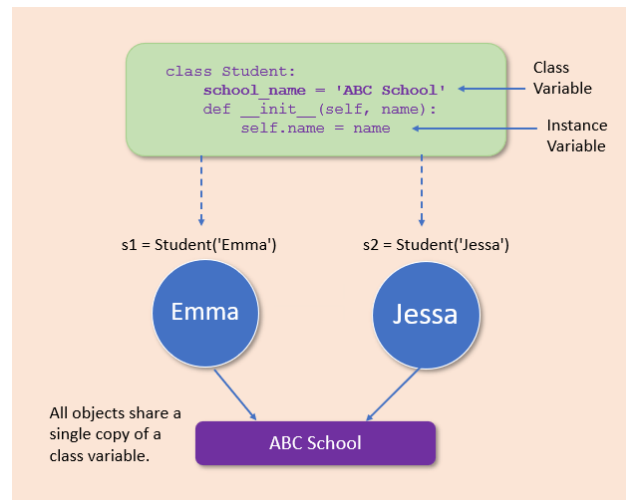 class Student:
school_name = 'ABC School'
def __init__(self, name):
self.name = name
Class
Variable
Instance
Variable
s1 = Student('Emma')
s2 = Student('Jessa')
Emma
Jessa
All objects share a
single copy of a
class variable.
ABC School